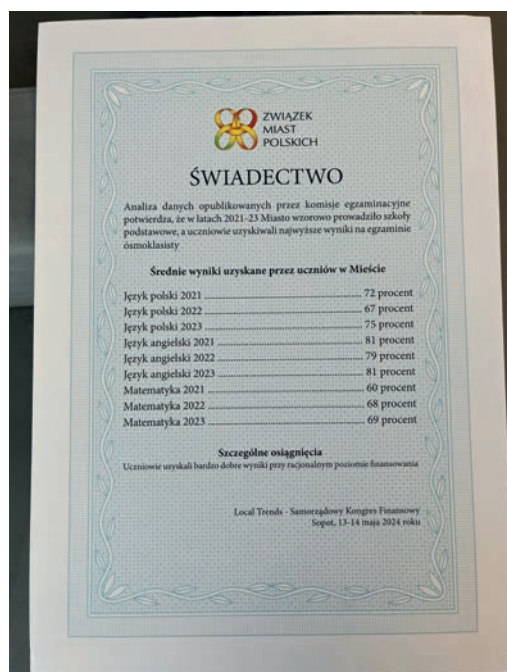 ZWIĄZEK
MIAST
POLSKICH
ŚWIADECTWO
Analiza danych opublikowanych przez komisje egzaminacyjne
potwierdza, że w latach 2021-23 Miasto wzorowo prowadziło szkoły
podstawowe, a uczniowie uzyskiwali najwyższe wyniki na egzaminie
ósmoklasisty
Średnie wyniki uzyskane przez uczniów w Mieście
Język polski 2021 ........................................ 72 procent
Język polski 2022 ........................................ 67 procent
Język polski 2023 ........................................ 75 procent
Język angielski 2021 ..................................... 81 procent
Język angielski 2022 ..................................... 79 procent
Język angielski 2023 ..................................... 81 procent
Matematyka 2021 .......................................... 60 procent
Matematyka 2022 .......................................... 68 procent
Matematyka 2023 .......................................... 69 procent
Szczególne osiągnięcia
Uczniowie uzyskali bardzo dobre wyniki przy racjonalnym poziomie finansowania
Local Trends - Samorządowy Kongres Finansowy
Sopot, 13-14 maja 2024 roku